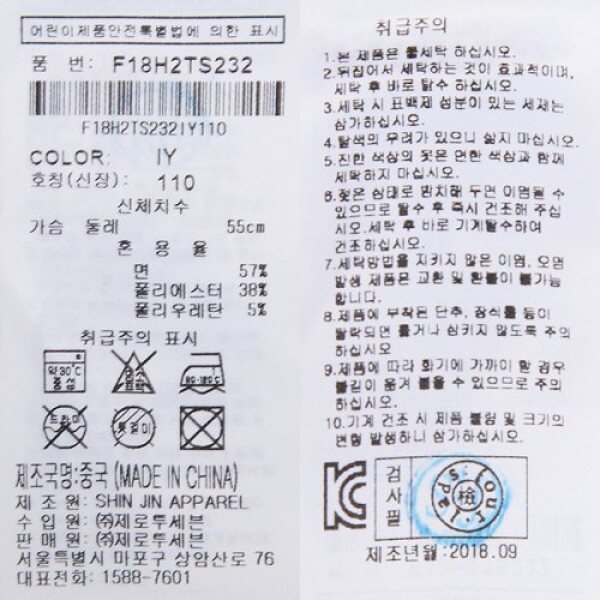 어린이제품안전특별법에 의한 표시
품 번: F18H2TS232
F18H2TS232IY110
COLOR: IY
호칭(신장): 110
신체치수
가슴 둘레 55cm
혼 용 율
면 57%
폴리에스터 38%
폴리우레탄 5%
취급주의 표시
약30℃
중성
80-160℃
드라이
옷걸이
제조국명:중국 (MADE IN CHINA)
제 조 원: SHIN JIN APPAREL
수 입 원: ㈜제로투세븐
판 매 원: ㈜제로투세븐
서울특별시 마포구 상암산로 76
대표전화: 1588-7601
취급주의
1.본 제품은 물세탁 하십시오.
2.뒤집어서 세탁하는 것이 효과적이며,
세탁 후 바로 탈수 하십시오.
3.세탁 시 표백제 성분이 있는 세제는
삼가하십시오.
4.탈색의 우려가 있으니 삶지 마십시오.
5.진한 색상의 옷은 연한 색상과 함께
세탁하지 마십시오.
6.젖은 상태로 방치해 두면 이염될 수
있으므로 탈수 후 즉시 건조해 주십
시오.세탁 후 바로 기계탈수하여
건조하십시오.
7.세탁방법을 지키지 않은 이염, 오염
발생 제품은 교환 및 환불이 불가능
합니다.
8.제품에 부착된 단추, 장식물 등이
탈락되면 물거나 삼키지 않도록 주의
하십시오
9.제품에 따라 화기에 가까이 할 경우
불길이 옮겨 붙을 수 있으므로 주의
하십시오.
10.기계 건조 시 제품 뒤틀림 및 크기의
변형 발생하니 삼가하십시오.
검
사
필
檢
제조년월:2018.09